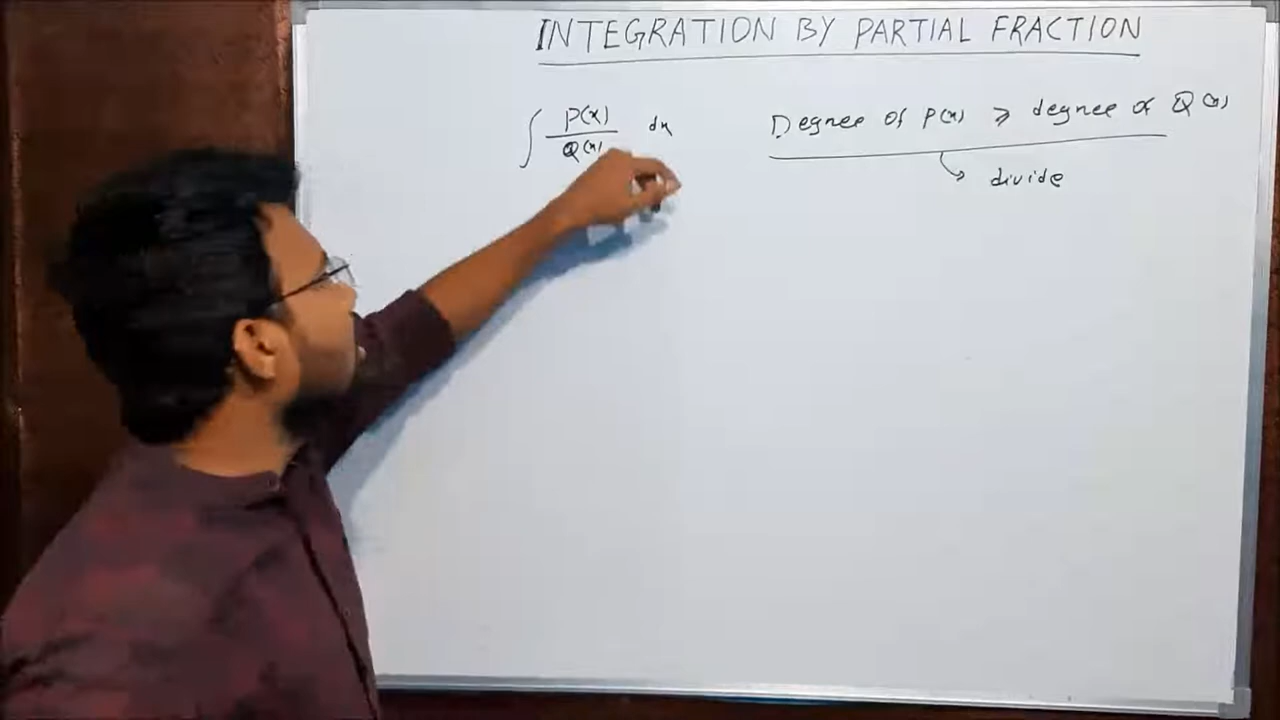 INTEGRATION BY PARTIAL FRACTION
∫ P(x)/Q(x) dx
Degree of P(x) ⩾ degree of Q(x)
divide